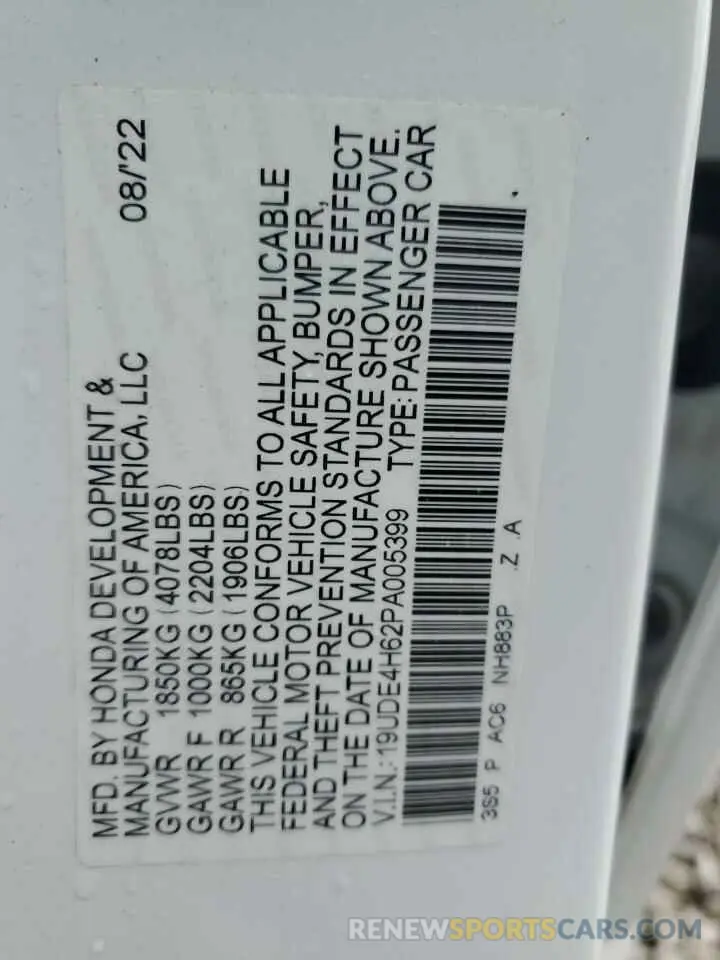 MFD. BY HONDA DEVELOPMENT &
MANUFACTURING OF AMERICA, LLC 08/'22
GVWR 1850KG (4078LBS)
GAWR F 1000KG (2204LBS)
GAWR R 865KG (1906LBS)
THIS VEHICLE CONFORMS TO ALL APPLICABLE
FEDERAL MOTOR VEHICLE SAFETY, BUMPER,
AND THEFT PREVENTION STANDARDS IN EFFECT
ON THE DATE OF MANUFACTURE SHOWN ABOVE.
V.I.N.: 19UDE4H62PA005399 TYPE: PASSENGER CAR
3S5 P AC6 NH883P .Z .A .
RENEWSPORTSCARS.COM